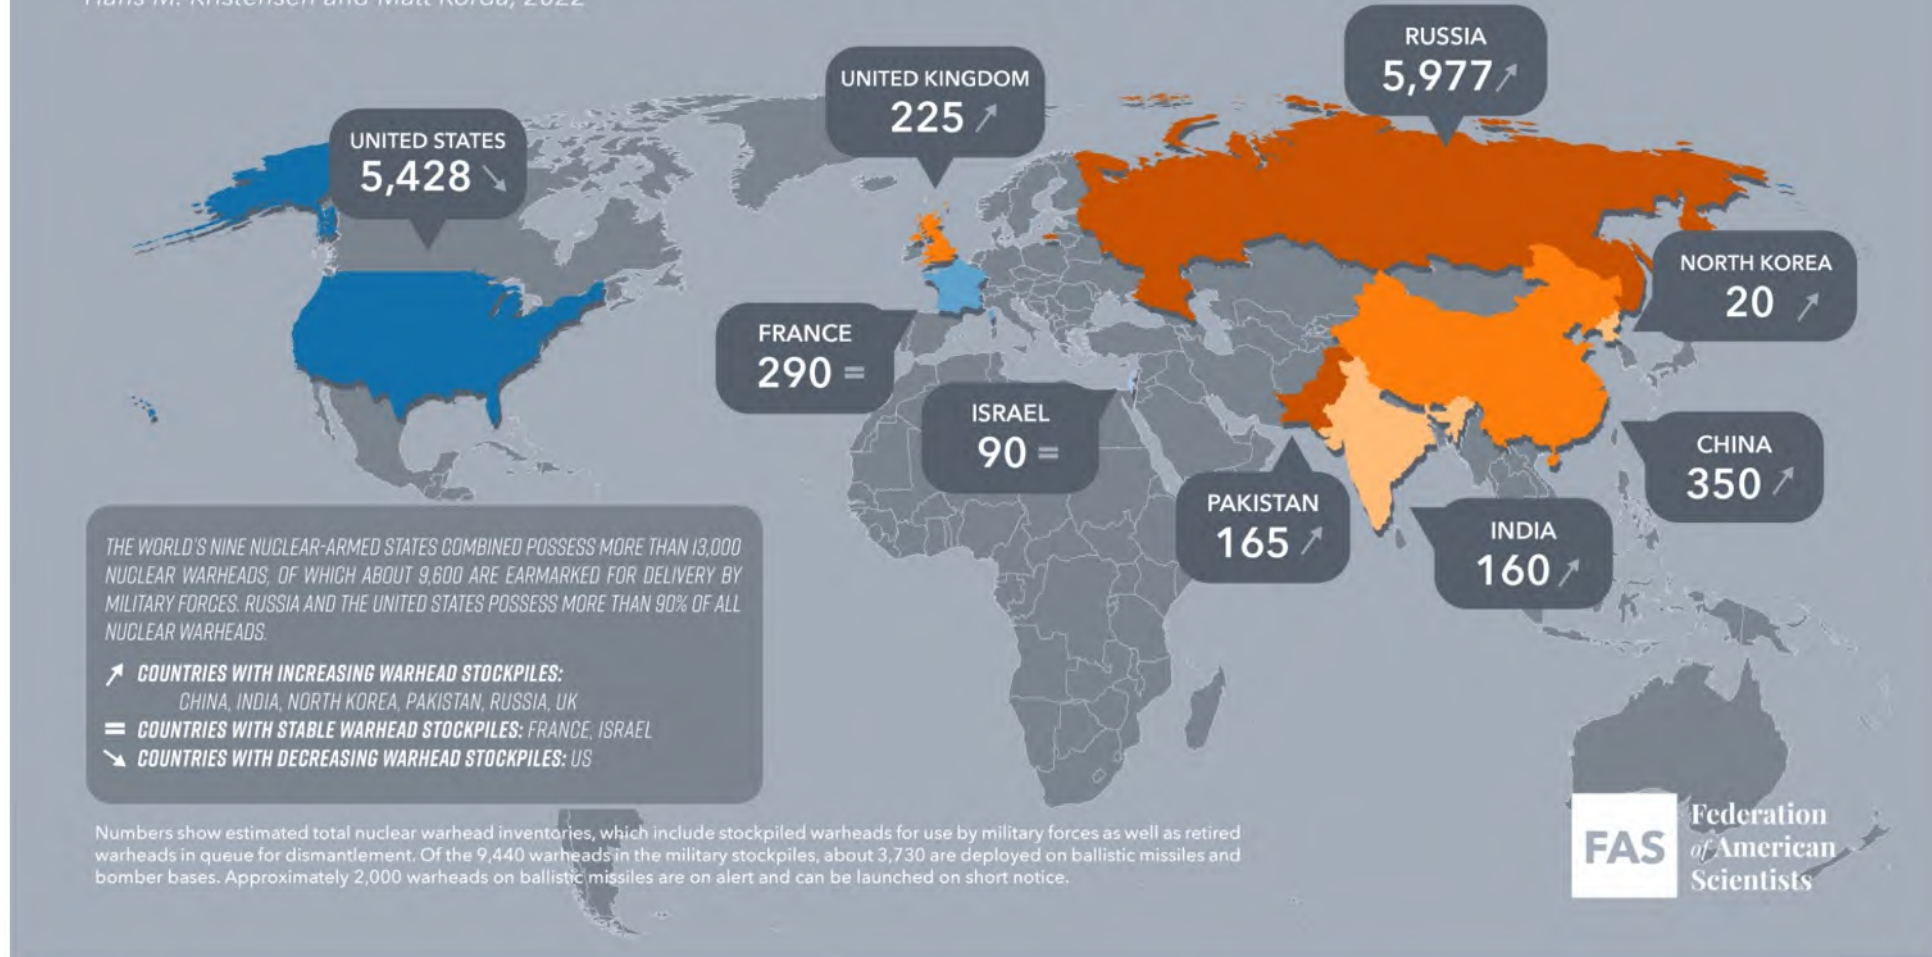 Hans M. Kristensen and Matt Korda, 2022
RUSSIA
5,977
UNITED KINGDOM
225
UNITED STATES
5,428
NORTH KOREA
20
FRANCE
290 =
ISRAEL
90 =
CHINA
350
PAKISTAN
165
INDIA
160
THE WORLD'S NINE NUCLEAR-ARMED STATES COMBINED POSSESS MORE THAN 13,000
NUCLEAR WARHEADS, OF WHICH ABOUT 9,600 ARE EARMARKED FOR DELIVERY BY
MILITARY FORCES. RUSSIA AND THE UNITED STATES POSSESS MORE THAN 90% OF ALL
NUCLEAR WARHEADS.
COUNTRIES WITH INCREASING WARHEAD STOCKPILES:
CHINA, INDIA, NORTH KOREA, PAKISTAN, RUSSIA, UK
= COUNTRIES WITH STABLE WARHEAD STOCKPILES: FRANCE, ISRAEL
COUNTRIES WITH DECREASING WARHEAD STOCKPILES: US
Numbers show estimated total nuclear warhead inventories, which include stockpiled warheads for use by military forces as well as retired
warheads in queue for dismantlement. Of the 9,440 warheads in the military stockpiles, about 3,730 are deployed on ballistic missiles and
bomber bases. Approximately 2,000 warheads on ballistic missiles are on alert and can be launched on short notice.
FAS
Federation
of American
Scientists